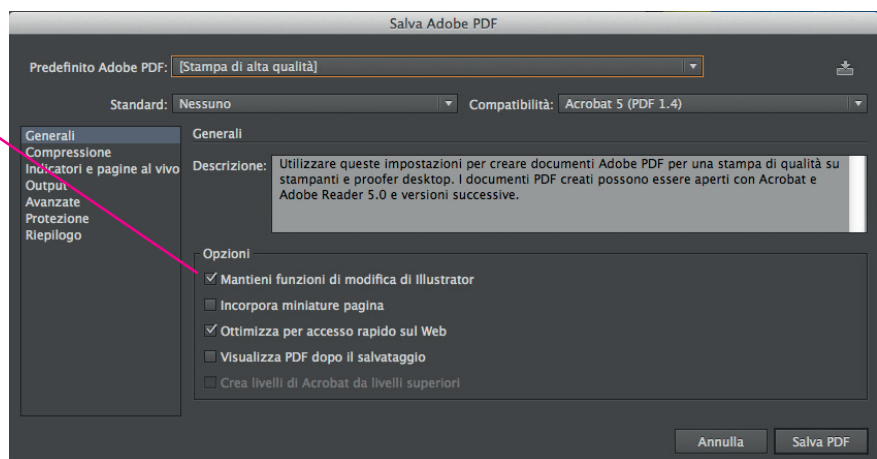 Salva Adobe PDF
Predefinito Adobe PDF: [Stampa di alta qualità]
Standard: Nessuno Compatibilità: Acrobat 5 (PDF 1.4)
Generali
Compressione
Indicatori e pagine al vivo
Output
Avanzate
Protezione
Riepilogo
Generali
Descrizione: Utilizzare queste impostazioni per creare documenti Adobe PDF per una stampa di qualità su
stampanti e proofer desktop. I documenti PDF creati possono essere aperti con Acrobat e
Adobe Reader 5.0 e versioni successive.
Opzioni
Mantieni funzioni di modifica di Illustrator
Incorpora miniature pagina
Ottimizza per accesso rapido sul Web
Visualizza PDF dopo il salvataggio
Crea livelli di Acrobat da livelli superiori
Annulla Salva PDF